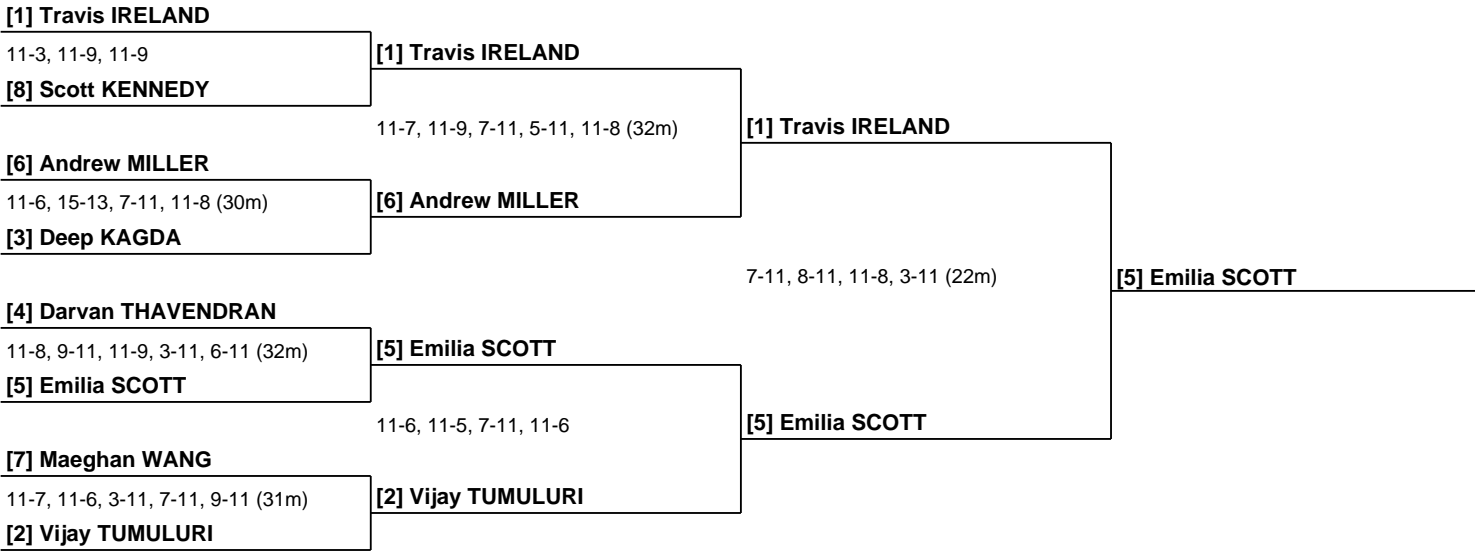 [1] Travis IRELAND
11-3, 11-9, 11-9
[8] Scott KENNEDY
[6] Andrew MILLER
11-6, 15-13, 7-11, 11-8 (30m)
[3] Deep KAGDA
[4] Darvan THAVENDRAN
11-8, 9-11, 11-9, 3-11, 6-11 (32m)
[5] Emilia SCOTT
[7] Maeghan WANG
11-7, 11-6, 3-11, 7-11, 9-11 (31m)
[2] Vijay TUMULURI
[1] Travis IRELAND
11-7, 11-9, 7-11, 5-11, 11-8 (32m)
[6] Andrew MILLER
[5] Emilia SCOTT
11-6, 11-5, 7-11, 11-6
[2] Vijay TUMULURI
[1] Travis IRELAND
7-11, 8-11, 11-8, 3-11 (22m)
[5] Emilia SCOTT
[5] Emilia SCOTT